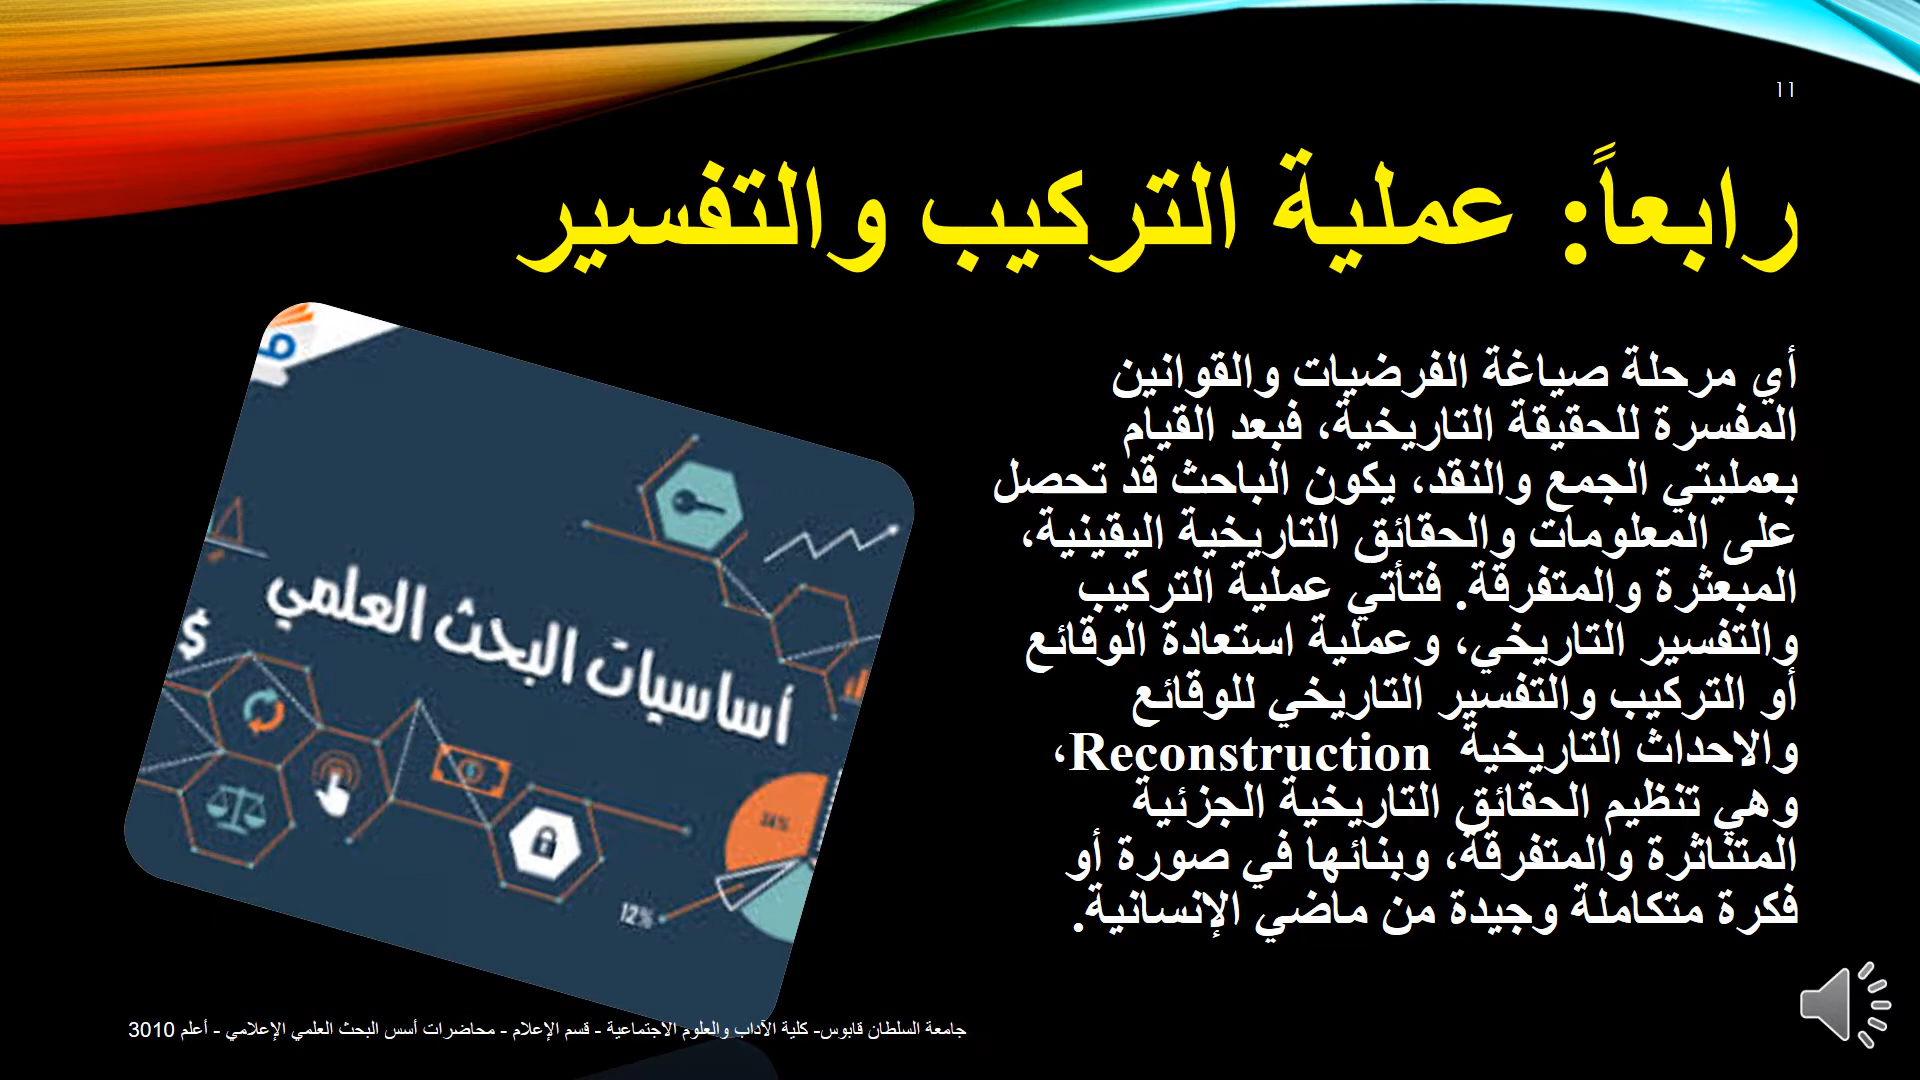 ١١
رابعاً: عملية التركيب والتفسير
أي مرحلة صياغة الفرضيات والقوانين
المفسرة للحقيقة التاريخية، فبعد القيام
بعمليتي الجمع والنقد، يكون الباحث قد تحصل
على المعلومات والحقائق التاريخية اليقينية،
المبعثرة والمتفرقة. فتأتي عملية التركيب
والتفسير التاريخي، وعملية استعادة الوقائع
أو التركيب والتفسير التاريخي للوقائع
والاحداث التاريخية Reconstruction،
وهي تنظيم الحقائق التاريخية الجزئية
المتناثرة والمتفرقة، وبنائها في صورة أو
فكرة متكاملة وجيدة من ماضي الإنسانية.
$
أساسيات البحث العلمي
12%
جامعة السلطان قابوس- كلية الآداب والعلوم الاجتماعية - قسم الإعلام - محاضرات أسس البحث العلمي الإعلامي - أعلم 3010